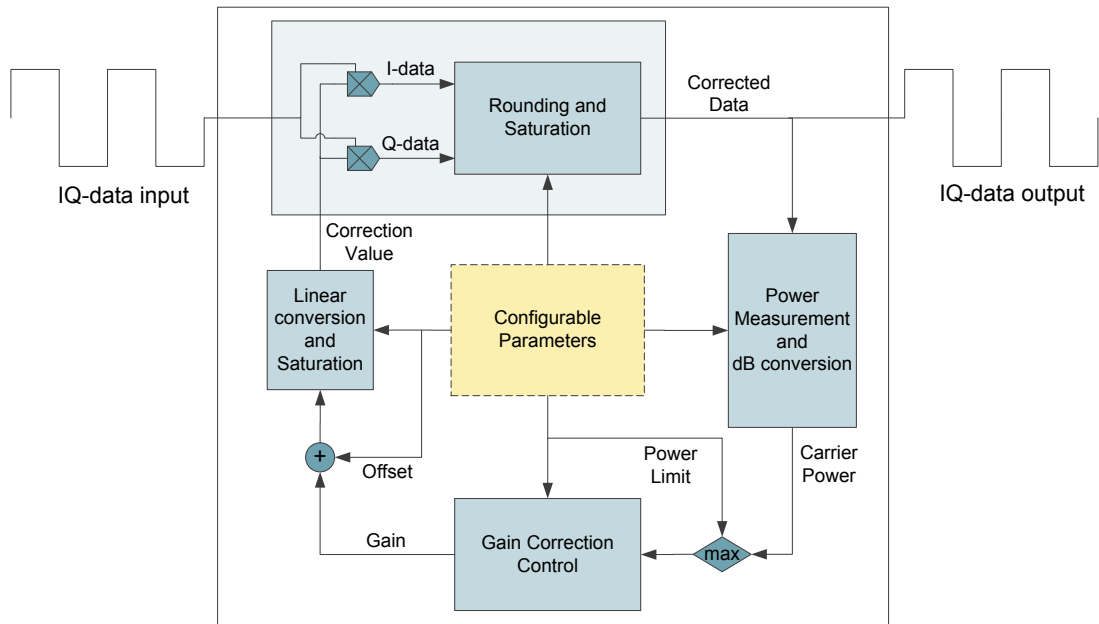 I-data
Q-data
Rounding and
Saturation
Corrected
Data
IQ-data input
IQ-data output
Correction
Value
Linear
conversion
and
Saturation
Configurable
Parameters
Power
Measurement
and
dB conversion
+
Offset
Power
Limit
Carrier
Power
Gain
Gain Correction
Control
max